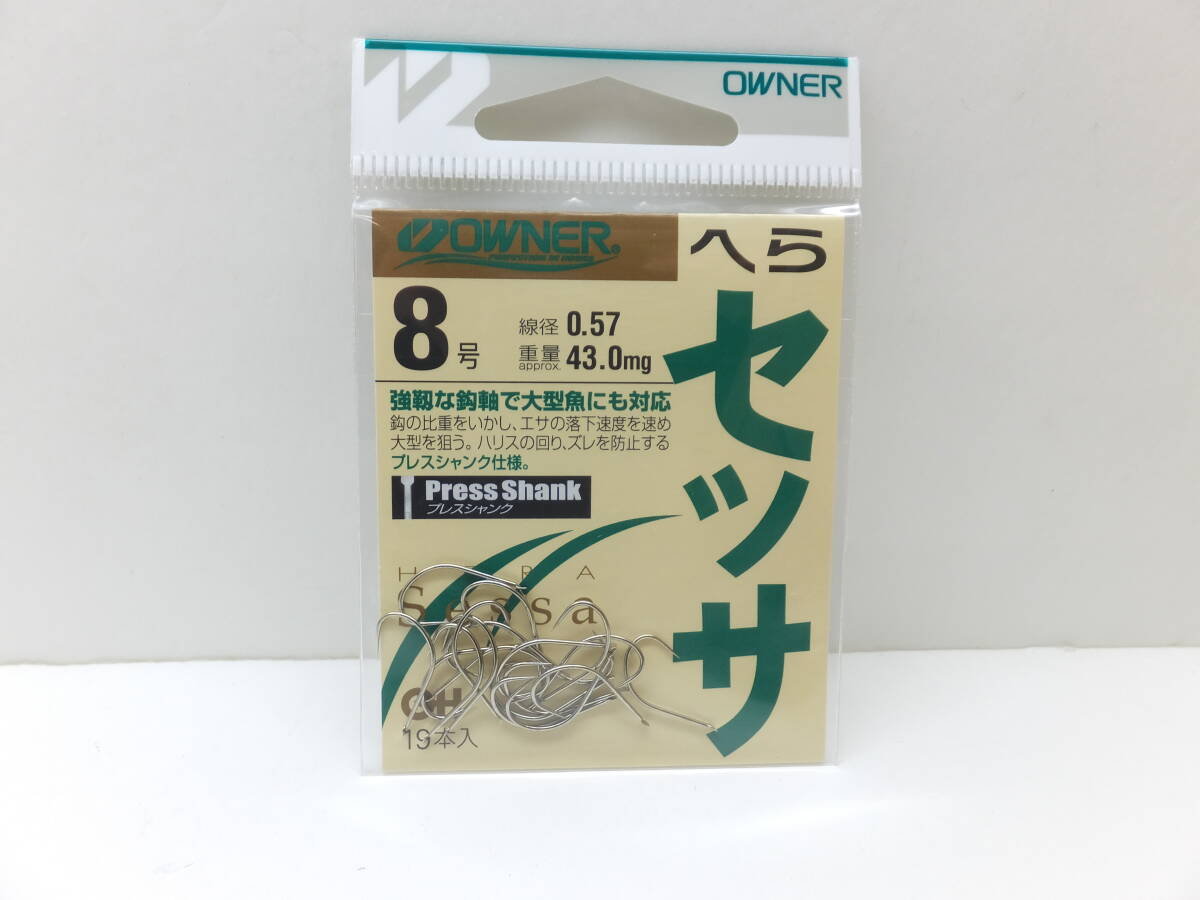 OWNER
OWNER®
へら
セッサ
8号
線径 0.57
重量 approx. 43.0mg
強靱な鈎軸で大型魚にも対応
鈎の比重をいかし、エサの落下速度を速め
大型を狙う。ハリスの回り、ズレを防止する
プレスシャンク仕様。
Press Shank
プレスシャンク
HERA
Sessa
19本入